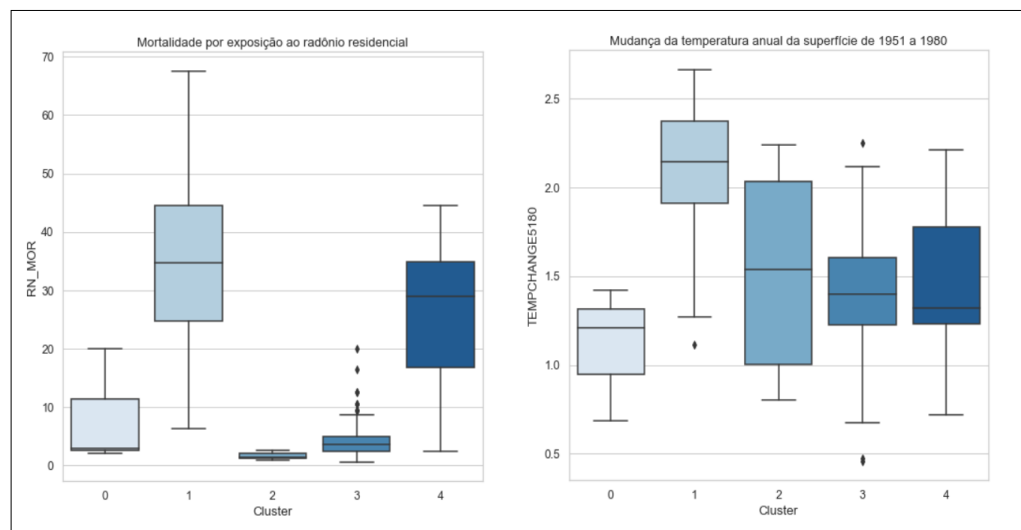 Mortalidade por exposição ao radônio residencial
70
60
50
40
30
20
10
0
RN_MOR
0 1 2 3 4
Cluster
Mudança da temperatura anual da superfície de 1951 a 1980
2.5
2.0
1.5
1.0
0.5
TEMPCHANGE5180
0 1 2 3 4
Cluster